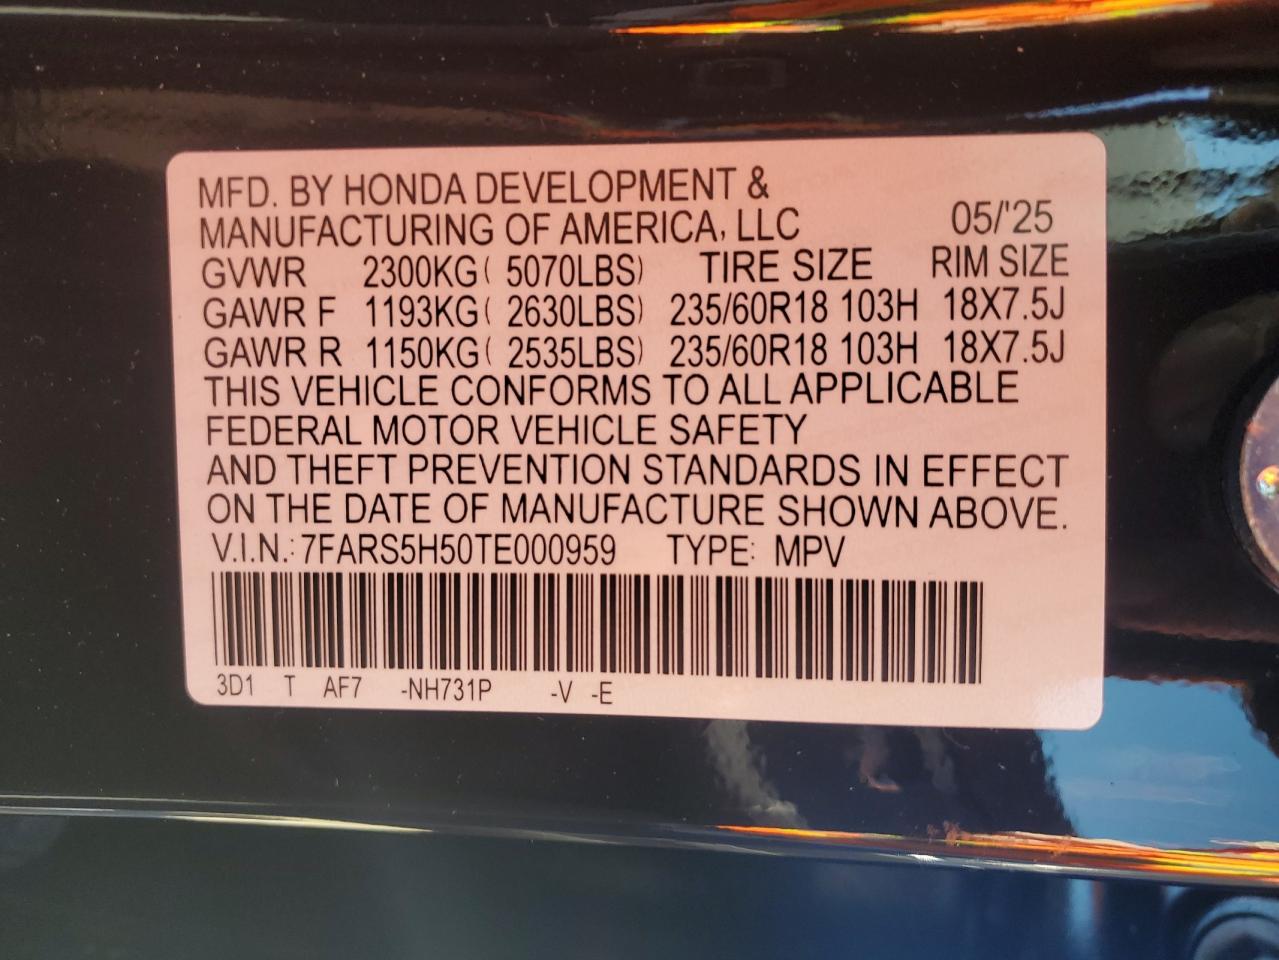 MFD. BY HONDA DEVELOPMENT &
MANUFACTURING OF AMERICA, LLC 05/'25
GVWR 2300KG( 5070LBS) TIRE SIZE RIM SIZE
GAWR F 1193KG( 2630LBS) 235/60R18 103H 18X7.5J
GAWR R 1150KG( 2535LBS) 235/60R18 103H 18X7.5J
THIS VEHICLE CONFORMS TO ALL APPLICABLE
FEDERAL MOTOR VEHICLE SAFETY
AND THEFT PREVENTION STANDARDS IN EFFECT
ON THE DATE OF MANUFACTURE SHOWN ABOVE.
V.I.N.: 7FARS5H50TE000959 TYPE: MPV
3D1 T AF7 -NH731P -V -E